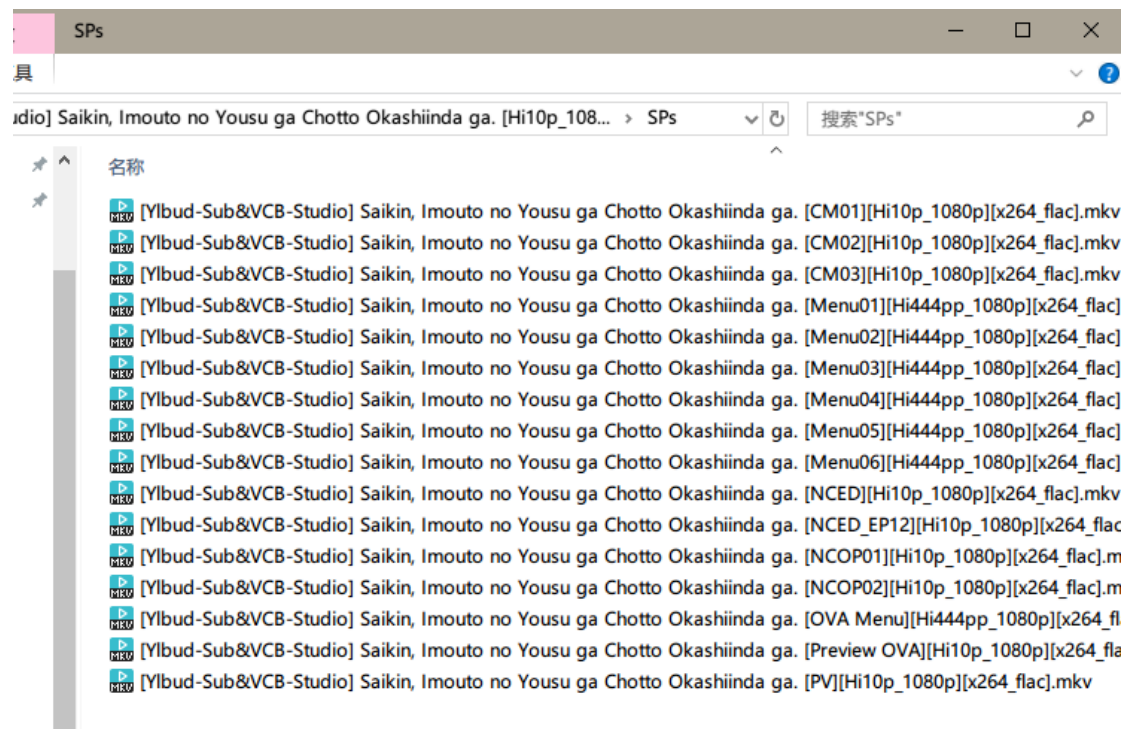 SPs
具
udio] Saikin, Imouto no Yousu ga Chotto Okashiinda ga. [Hi10p_108... › SPs
搜索"SPs"
名称
[Ylbud-Sub&VCB-Studio] Saikin, Imouto no Yousu ga Chotto Okashiinda ga. [CM01][Hi10p_1080p][x264_flac].mkv
[Ylbud-Sub&VCB-Studio] Saikin, Imouto no Yousu ga Chotto Okashiinda ga. [CM02][Hi10p_1080p][x264_flac].mkv
[Ylbud-Sub&VCB-Studio] Saikin, Imouto no Yousu ga Chotto Okashiinda ga. [CM03][Hi10p_1080p][x264_flac].mkv
[Ylbud-Sub&VCB-Studio] Saikin, Imouto no Yousu ga Chotto Okashiinda ga. [Menu01][Hi444pp_1080p][x264_flac]
[Ylbud-Sub&VCB-Studio] Saikin, Imouto no Yousu ga Chotto Okashiinda ga. [Menu02][Hi444pp_1080p][x264_flac]
[Ylbud-Sub&VCB-Studio] Saikin, Imouto no Yousu ga Chotto Okashiinda ga. [Menu03][Hi444pp_1080p][x264_flac]
[Ylbud-Sub&VCB-Studio] Saikin, Imouto no Yousu ga Chotto Okashiinda ga. [Menu04][Hi444pp_1080p][x264_flac]
[Ylbud-Sub&VCB-Studio] Saikin, Imouto no Yousu ga Chotto Okashiinda ga. [Menu05][Hi444pp_1080p][x264_flac]
[Ylbud-Sub&VCB-Studio] Saikin, Imouto no Yousu ga Chotto Okashiinda ga. [Menu06][Hi444pp_1080p][x264_flac]
[Ylbud-Sub&VCB-Studio] Saikin, Imouto no Yousu ga Chotto Okashiinda ga. [NCED][Hi10p_1080p][x264_flac].mkv
[Ylbud-Sub&VCB-Studio] Saikin, Imouto no Yousu ga Chotto Okashiinda ga. [NCED_EP12][Hi10p_1080p][x264_flac
[Ylbud-Sub&VCB-Studio] Saikin, Imouto no Yousu ga Chotto Okashiinda ga. [NCOP01][Hi10p_1080p][x264_flac].m
[Ylbud-Sub&VCB-Studio] Saikin, Imouto no Yousu ga Chotto Okashiinda ga. [NCOP02][Hi10p_1080p][x264_flac].m
[Ylbud-Sub&VCB-Studio] Saikin, Imouto no Yousu ga Chotto Okashiinda ga. [OVA Menu][Hi444pp_1080p][x264_fl
[Ylbud-Sub&VCB-Studio] Saikin, Imouto no Yousu ga Chotto Okashiinda ga. [Preview OVA][Hi10p_1080p][x264_fla
[Ylbud-Sub&VCB-Studio] Saikin, Imouto no Yousu ga Chotto Okashiinda ga. [PV][Hi10p_1080p][x264_flac].mkv